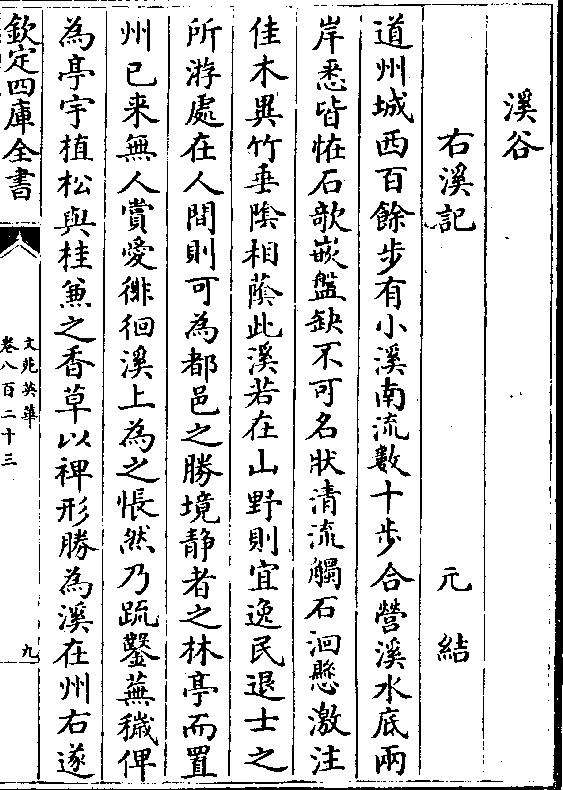 溪谷
右溪記 元結
道州城西百餘步有小溪南流數十步合營溪水底兩
岸悉皆怪石欹嵌盤缺不可名狀清流觸石洄懸激注
佳木異竹垂陰相蔭此溪若在山野則宜逸民退士之
所游處在人間則可為都邑之勝境静者之林亭而置
州已来無人賞愛徘徊溪上為之悵然乃疏鑿蕪穢俾
為亭宇植松與桂兼之香草以裨形勝為溪在州右遂
欽定四庫全書
文苑英華
卷八百二十三
九